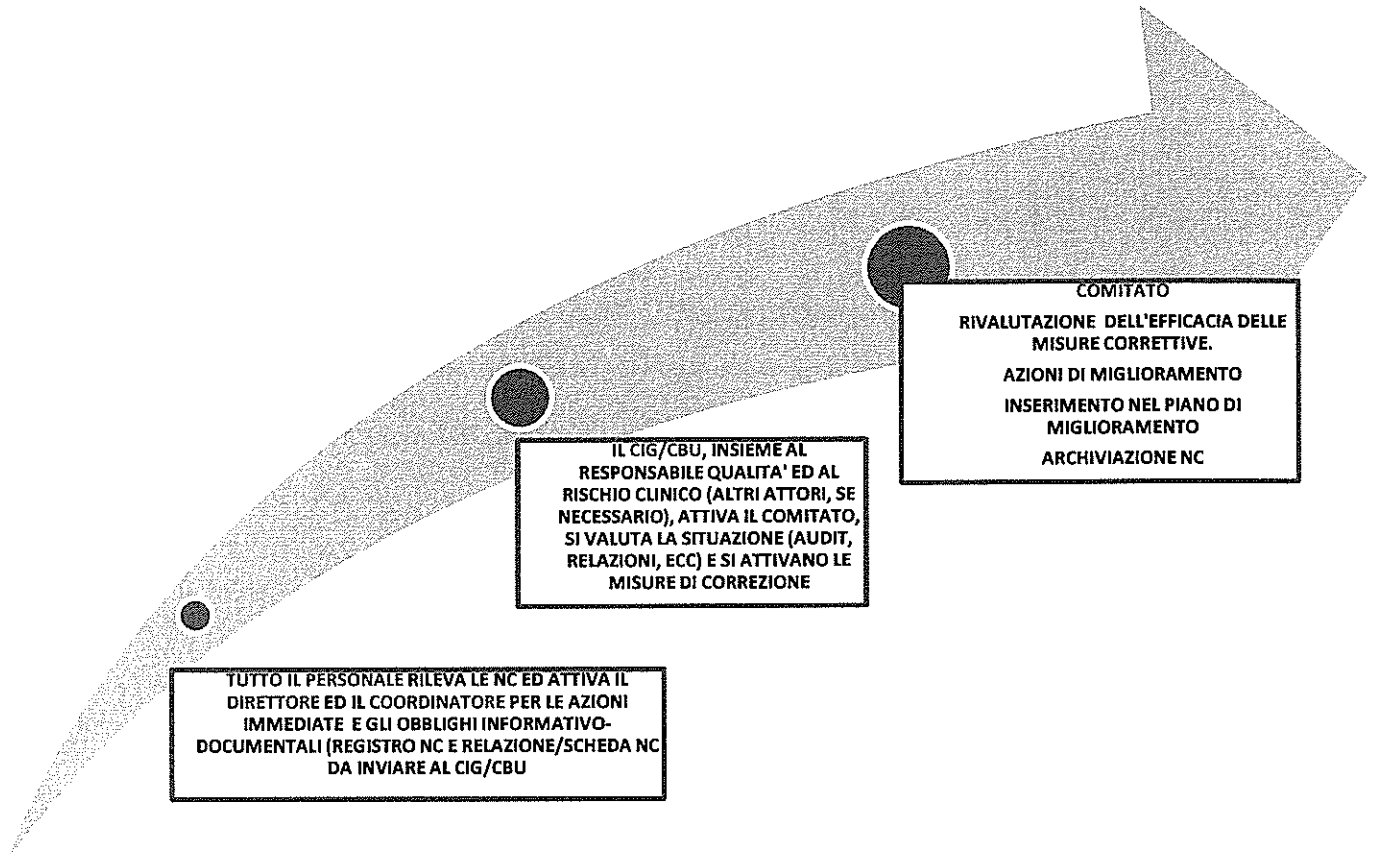 COMITATO
RIVALUTAZIONE DELL'EFFICACIA DELLE
MISURE CORRETTIVE.
AZIONI DI MIGLIORAMENTO
INSERIMENTO NEL PIANO DI
MIGLIORAMENTO
ARCHIVIAZIONE NC
IL CIG/CBU, INSIEME AL
RESPONSABILE QUALITA' ED AL
RISCHIO CLINICO (ALTRI ATTORI, SE
NECESSARIO), ATTIVA IL COMITATO,
SI VALUTA LA SITUAZIONE (AUDIT,
RELAZIONI, ECC) E SI ATTIVANO LE
MISURE DI CORREZIONE
TUTTO IL PERSONALE RILEVA LE NC ED ATTIVA IL
DIRETTORE ED IL COORDINATORE PER LE AZIONI
IMMEDIATE E GLI OBBLIGHI INFORMATIVO-
DOCUMENTALI (REGISTRO NC E RELAZIONE/SCHEDA NC
DA INVIARE AL CIG/CBU